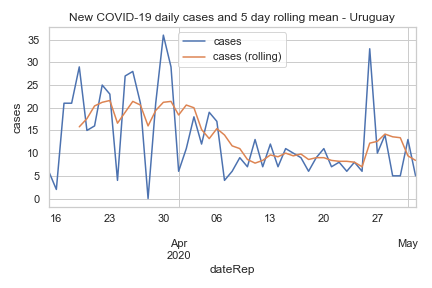 New COVID-19 daily cases and 5 day rolling mean - Uruguay
cases
cases (rolling)
35
30
25
20
15
10
5
0
cases
16 23 30 06 13 20 27
Apr May
2020
dateRep